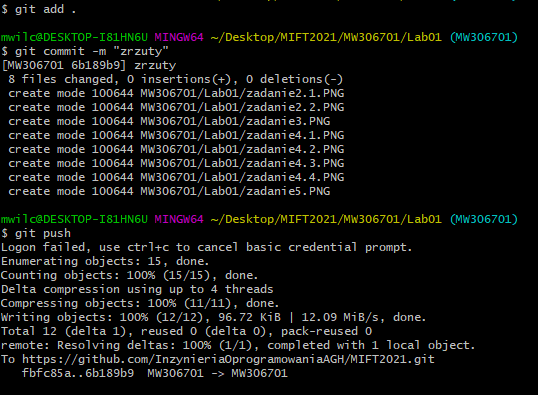 $ git add .
mwilc@DESKTOP-I81HN6U MINGW64 ~/Desktop/MIFT2021/MW306701/Lab01 (MW306701)
$ git commit -m "zrzuty"
[MW306701 6b189b9] zrzuty
 8 files changed, 0 insertions(+), 0 deletions(-)
 create mode 100644 MW306701/Lab01/zadanie2.1.PNG
 create mode 100644 MW306701/Lab01/zadanie2.2.PNG
 create mode 100644 MW306701/Lab01/zadanie3.PNG
 create mode 100644 MW306701/Lab01/zadanie4.1.PNG
 create mode 100644 MW306701/Lab01/zadanie4.2.PNG
 create mode 100644 MW306701/Lab01/zadanie4.3.PNG
 create mode 100644 MW306701/Lab01/zadanie4.4.PNG
 create mode 100644 MW306701/Lab01/zadanie5.PNG
mwilc@DESKTOP-I81HN6U MINGW64 ~/Desktop/MIFT2021/MW306701/Lab01 (MW306701)
$ git push
Logon failed, use ctrl+c to cancel basic credential prompt.
Enumerating objects: 15, done.
Counting objects: 100% (15/15), done.
Delta compression using up to 4 threads
Compressing objects: 100% (11/11), done.
Writing objects: 100% (12/12), 96.72 KiB | 12.09 MiB/s, done.
Total 12 (delta 1), reused 0 (delta 0), pack-reused 0
remote: Resolving deltas: 100% (1/1), completed with 1 local object.
To https://github.com/InzynieriaOprogramowaniaAGH/MIFT2021.git
   fbfc85a..6b189b9  MW306701 -> MW306701